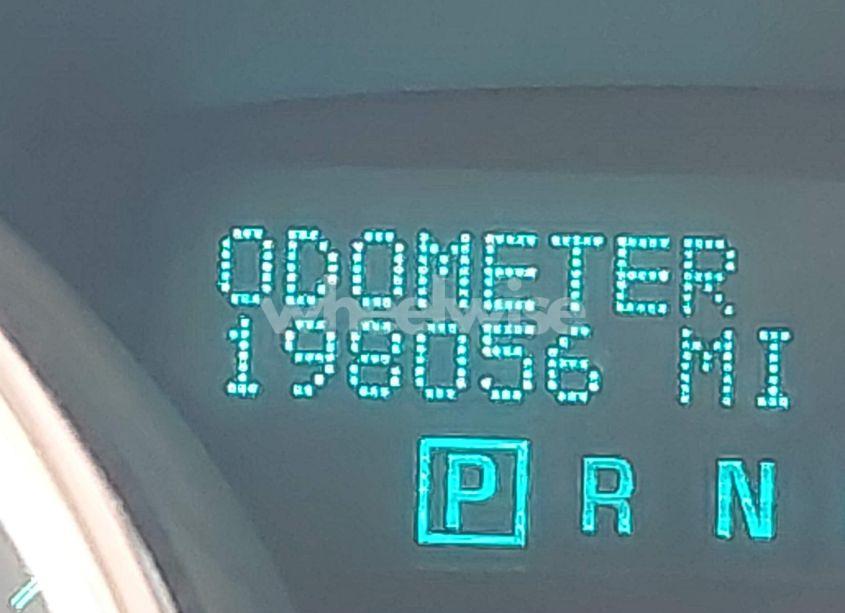 ODOMETER
wheelwise
198056 MI
P R N